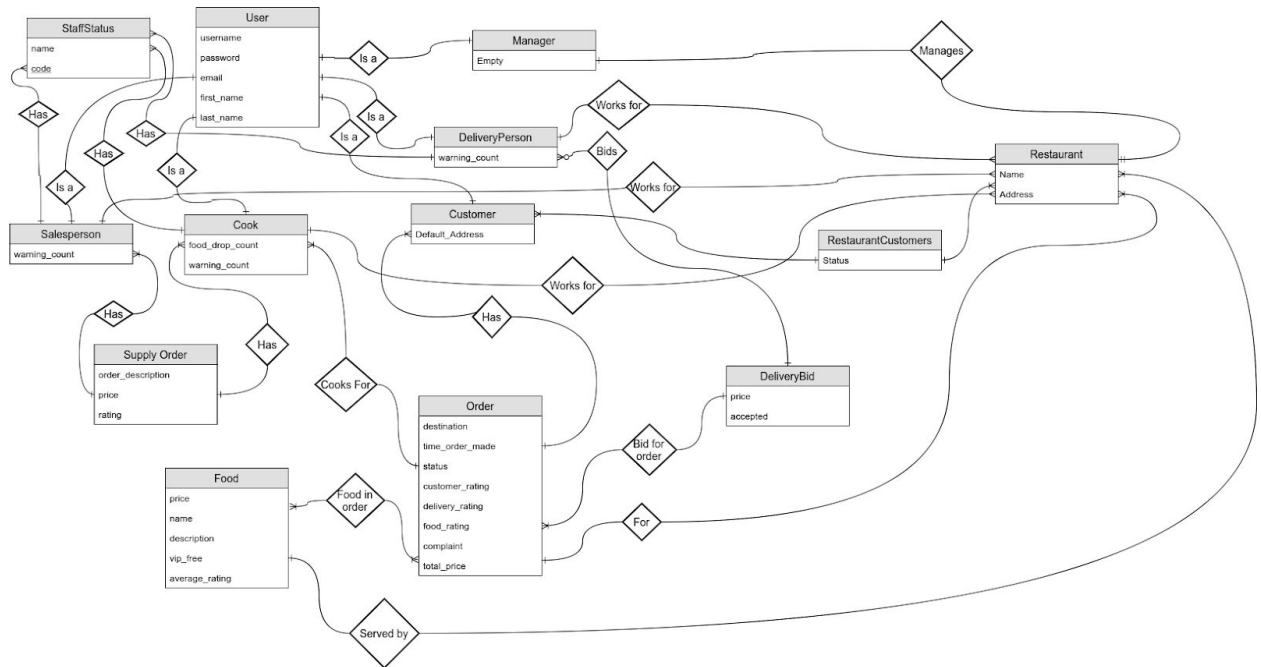 StaffStatus
name
code
User
username
password
email
first_name
last_name
Manager
Empty
Is a
Manages
Has
Has
Has
Is a
Is a
Is a
Is a
DeliveryPerson
warning_count
Works for
Bids
Restaurant
Name
Address
Works for
Salesperson
warning_count
Cook
food_drop_count
warning_count
Customer
Default_Address
RestaurantCustomers
Status
Works for
Has
Has
Has
Supply Order
order_description
price
rating
Cooks For
DeliveryBid
price
accepted
Order
destination
time_order_made
status
customer_rating
delivery_rating
food_rating
complaint
total_price
Bid for
order
Food
price
name
description
vip_free
average_rating
Food in
order
For
Served by